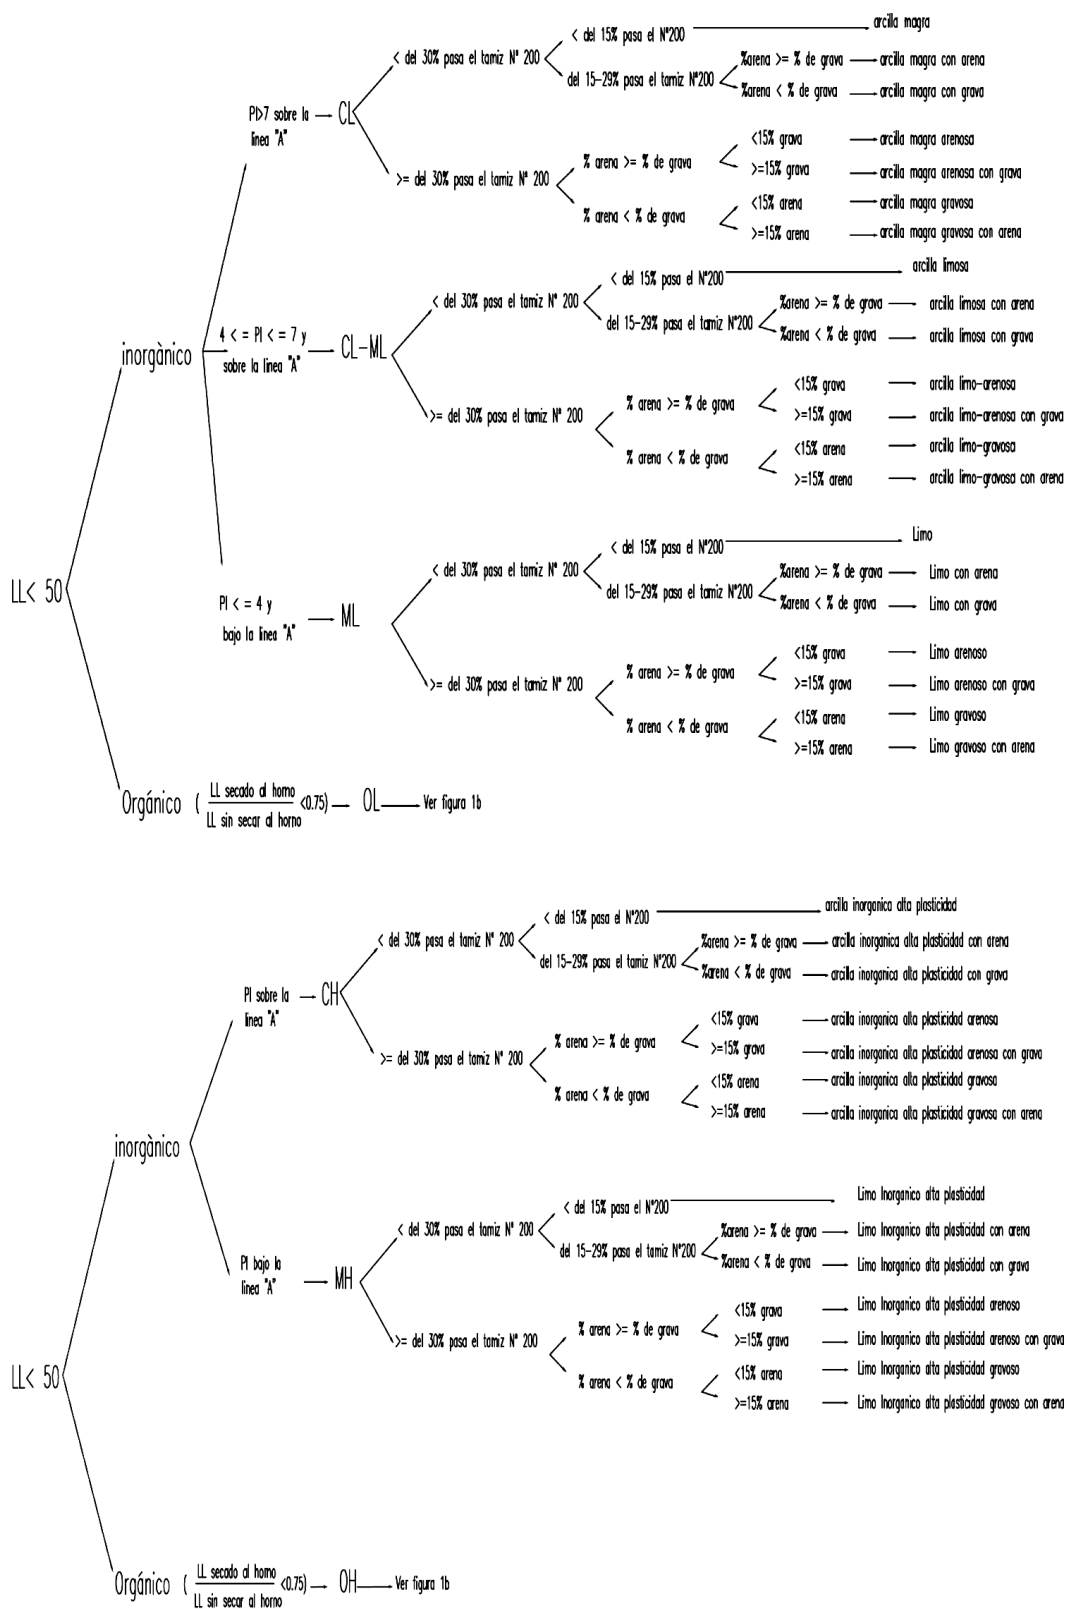 < del 15% pasa el N°200 arcilla magra
< del 30% pasa el tamiz N° 200
del 15-29% pasa el tamiz N°200
%arena >= % de grava arcilla magra con arena
%arena < % de grava arcilla magra con grava
PI>7 sobre la
linea "A"
CL
>= del 30% pasa el tamiz N° 200
% arena >= % de grava
<15% grava arcilla magra arenosa
>=15% grava arcilla magra arenosa con grava
% arena < % de grava
<15% arena arcilla magra gravosa
>=15% arena arcilla magra gravosa con arena
< del 15% pasa el N°200 arcilla limosa
< del 30% pasa el tamiz N° 200
del 15-29% pasa el tamiz N°200
%arena >= % de grava arcilla limosa con arena
%arena < % de grava arcilla limosa con grava
inorgànico
4 < = PI < = 7 y
sobre la linea "A"
CL-ML
>= del 30% pasa el tamiz N° 200
% arena >= % de grava
<15% grava arcilla limo-arenosa
>=15% grava arcilla limo-arenosa con grava
% arena < % de grava
<15% arena arcilla limo-gravosa
>=15% arena arcilla limo-gravosa con arena
LL< 50
< del 15% pasa el N°200 Limo
< del 30% pasa el tamiz N° 200
del 15-29% pasa el tamiz N°200
%arena >= % de grava Limo con arena
%arena < % de grava Limo con grava
PI < = 4 y
bajo la linea "A"
ML
>= del 30% pasa el tamiz N° 200
% arena >= % de grava
<15% grava Limo arenoso
>=15% grava Limo arenoso con grava
% arena < % de grava
<15% arena Limo gravoso
>=15% arena Limo gravoso con arena
Orgánico ( LL secado al horno
LL sin secar al horno
<0.75) OL Ver figura 1b
< del 15% pasa el N°200 arcilla inorganica alta plasticidad
< del 30% pasa el tamiz N° 200
del 15-29% pasa el tamiz N°200
%arena >= % de grava arcilla inorganica alta plasticidad con arena
%arena < % de grava arcilla inorganica alta plasticidad con grava
PI sobre la
linea "A"
CH
>= del 30% pasa el tamiz N° 200
% arena >= % de grava
<15% grava arcilla inorganica alta plasticidad arenosa
>=15% grava arcilla inorganica alta plasticidad arenosa con grava
% arena < % de grava
<15% arena arcilla inorganica alta plasticidad gravosa
>=15% arena arcilla inorganica alta plasticidad gravosa con arena
inorgànico
< del 15% pasa el N°200 Limo Inorganico alta plasticidad
< del 30% pasa el tamiz N° 200
del 15-29% pasa el tamiz N°200
%arena >= % de grava Limo Inorganico alta plasticidad con arena
%arena < % de grava Limo Inorganico alta plasticidad con grava
PI bajo la
linea "A"
MH
>= del 30% pasa el tamiz N° 200
% arena >= % de grava
<15% grava Limo Inorganico alta plasticidad arenoso
>=15% grava Limo Inorganico alta plasticidad arenoso con grava
% arena < % de grava
<15% arena Limo Inorganico alta plasticidad gravoso
>=15% arena Limo Inorganico alta plasticidad gravoso con arena
LL< 50
Orgánico ( LL secado al horno
LL sin secar al horno
<0.75) OH Ver figura 1b